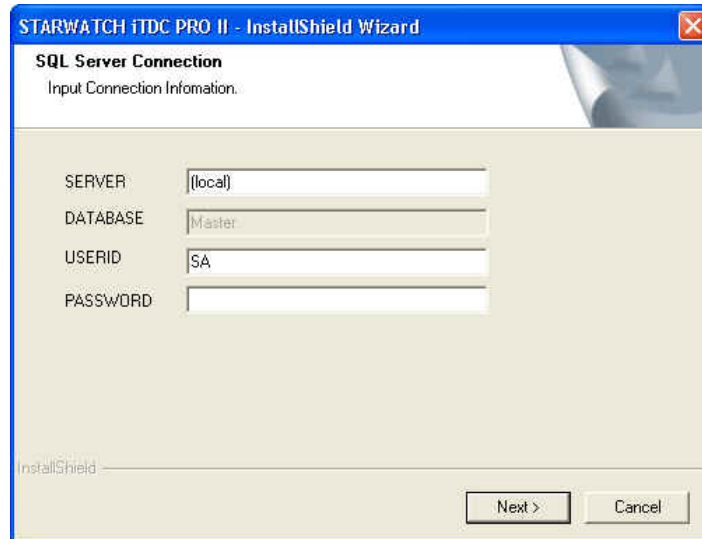 STARWATCH iTDC PRO II - InstallShield Wizard
SQL Server Connection
Input Connection Infomation.
SERVER (local)
DATABASE Master
USERID SA
PASSWORD
InstallShield
Next > Cancel